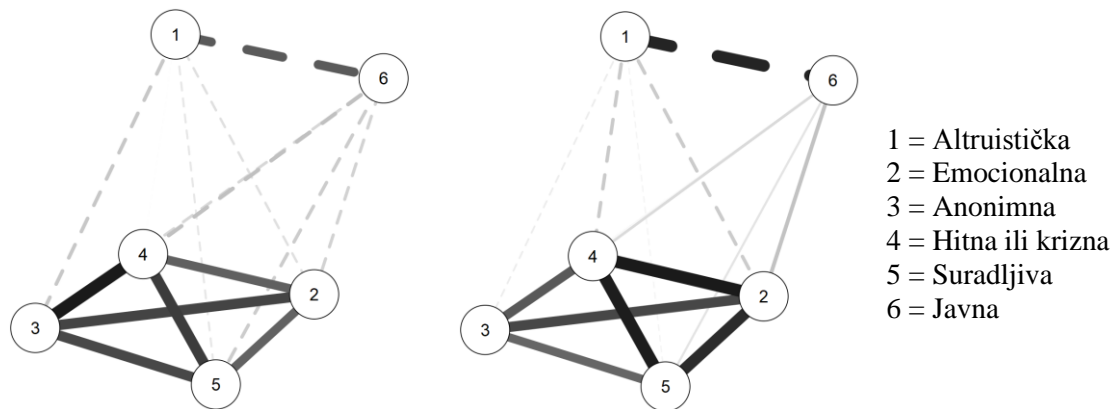 1
6
4
2
3
5
1
6
4
2
3
5
1 = Altruistička
2 = Emocionalna
3 = Anonimna
4 = Hitna ili krizna
5 = Suradljiva
6 = Javna